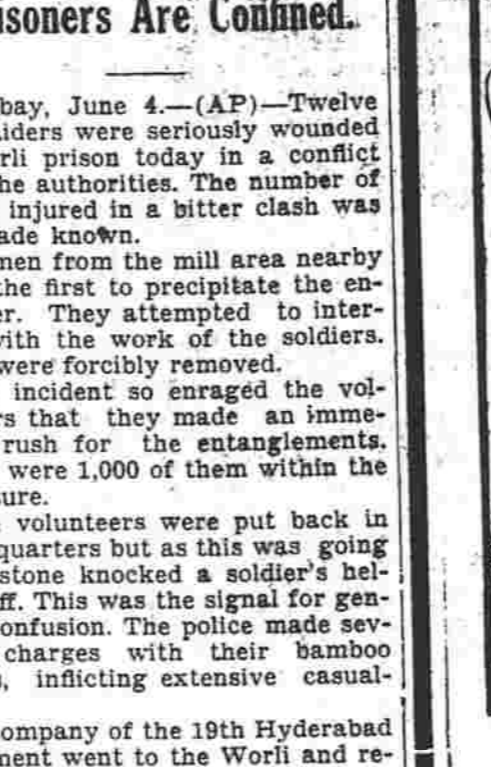 isoners Are Confined.
bay, June 4.—(AP)—Twelve
iders were seriously wounded
rli prison today in a conflict
he authorities. The number of
injured in a bitter clash was
ade known.
men from the mill area nearby
the first to precipitate the en-
er. They attempted to inter-
with the work of the soldiers.
were forcibly removed.
incident so enraged the vol-
rs that they made an imme-
rush for the entanglements.
were 1,000 of them within the
sure.
volunteers were put back in
quarters but as this was going
stone knocked a soldier's hel-
ff. This was the signal for gen-
onfusion. The police made sev-
charges with their bamboo
s, inflicting extensive casual-
ompany of the 19th Hyderabad
ment went to the Worli and re-